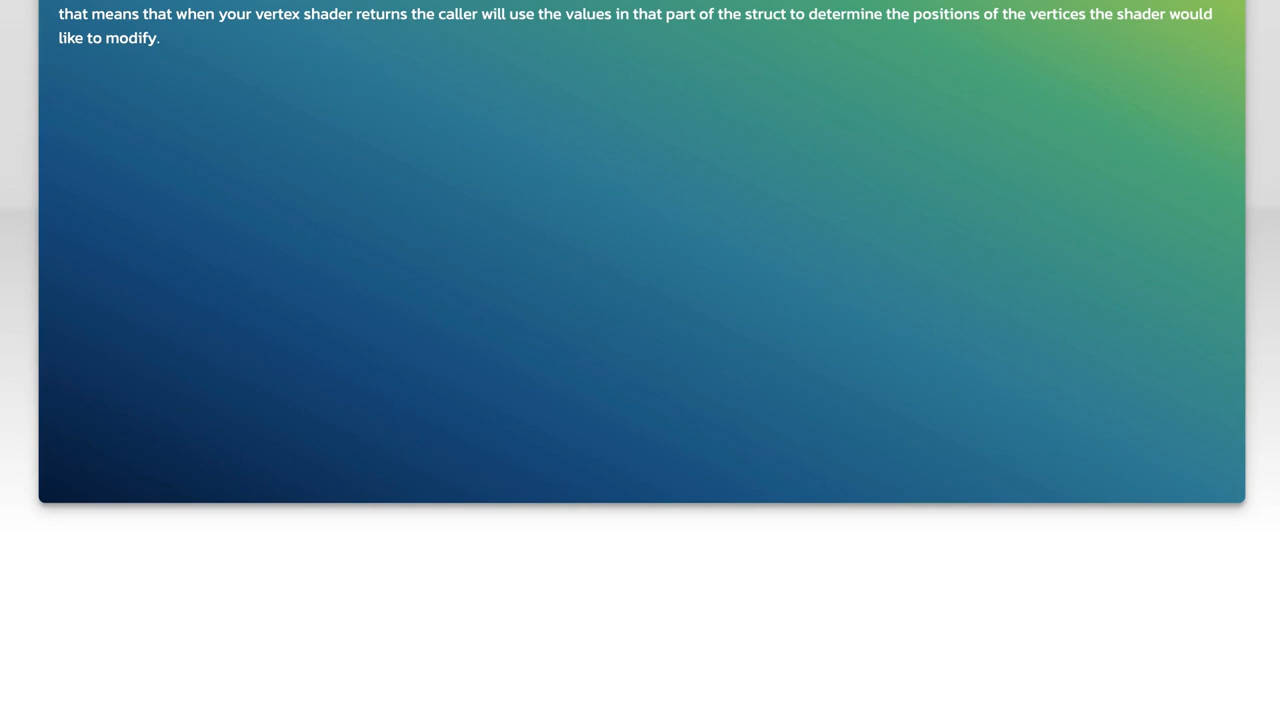 that means that when your vertex shader returns the caller will use the values in that part of the struct to determine the positions of the vertices the shader would
like to modify.